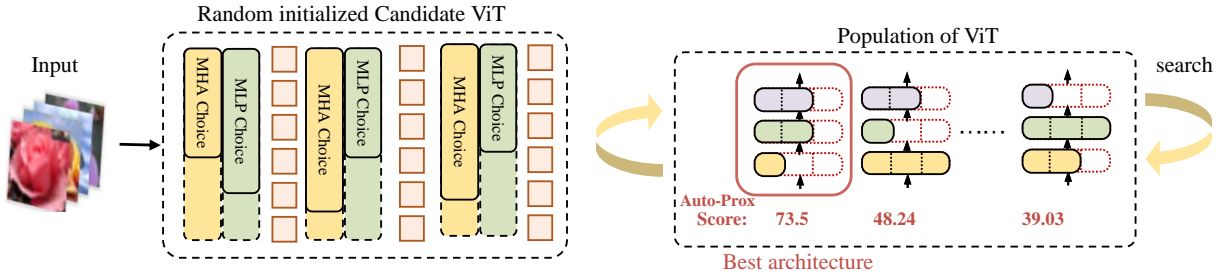 Random initialized Candidate ViT
Input
MHA Choice
MLP Choice
MHA Choice
MLP Choice
MHA Choice
MLP Choice
Population of ViT
search
......
Auto-Prox
Score:
73.5
48.24
39.03
Best architecture